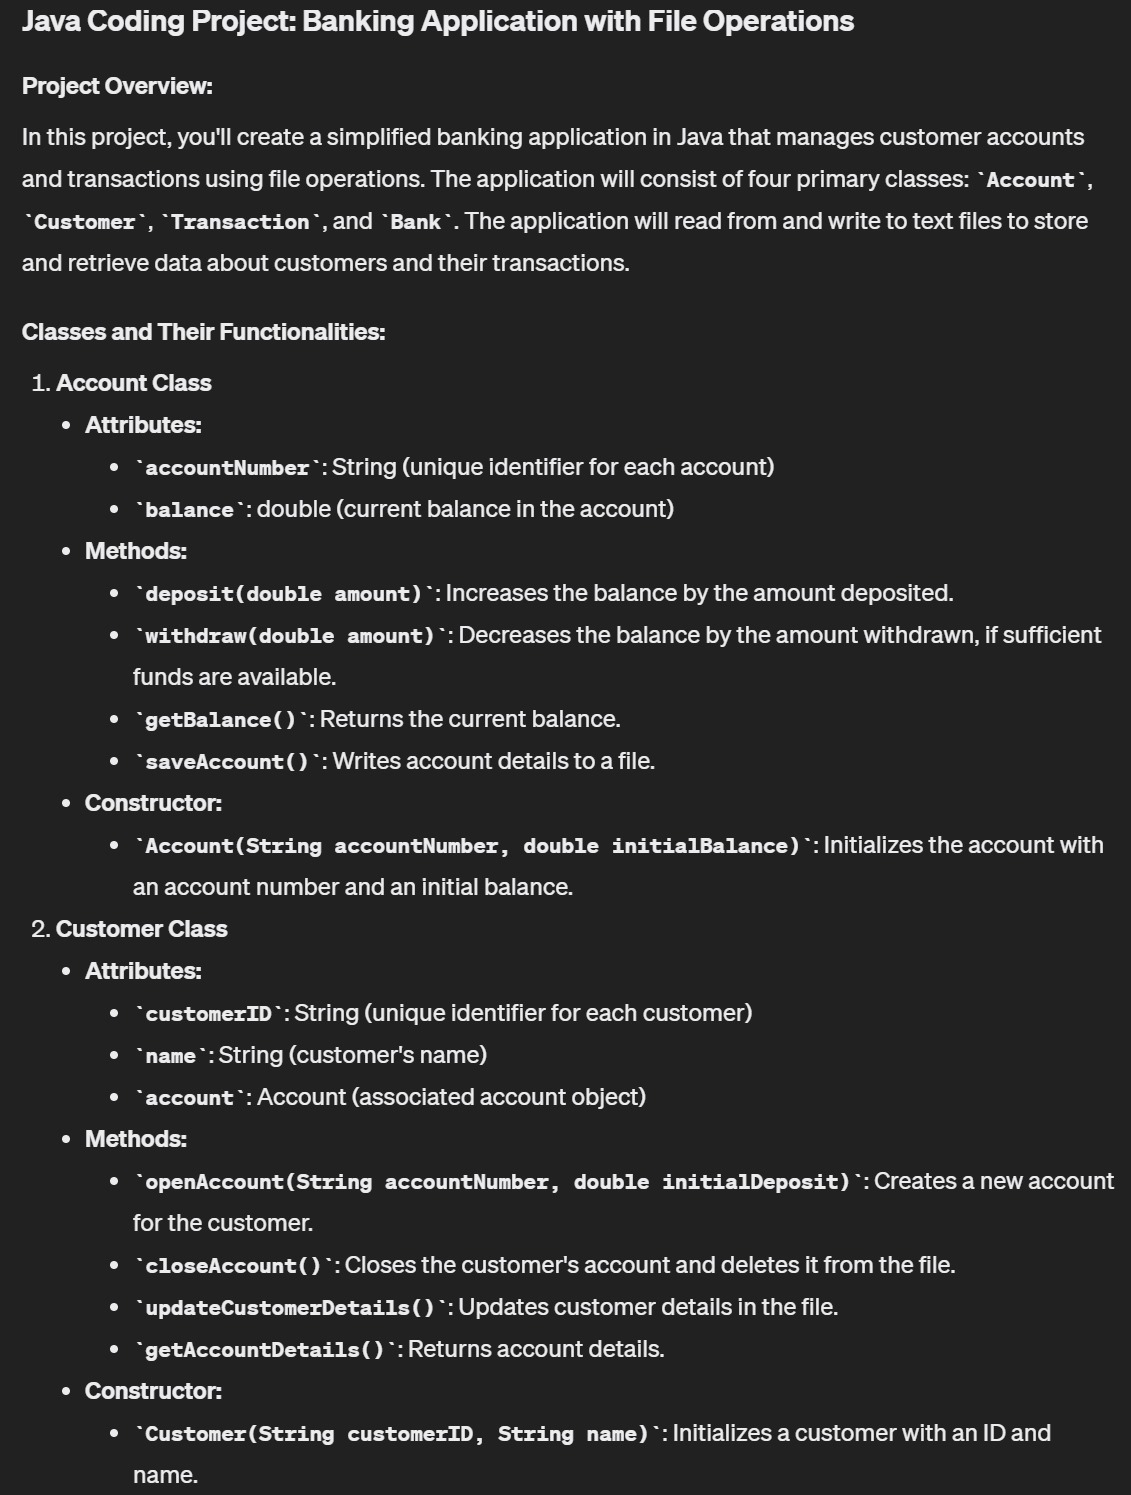 Java Coding Project: Banking Application with File Operations
Project Overview:
In this project, you'll create a simplified banking application in Java that manages customer accounts
and transactions using file operations. The application will consist of four primary classes: `Account`,
`Customer`, `Transaction`, and `Bank`. The application will read from and write to text files to store
and retrieve data about customers and their transactions.
Classes and Their Functionalities:
1. Account Class
• Attributes:
• `accountNumber`: String (unique identifier for each account)
• `balance`: double (current balance in the account)
• Methods:
• `deposit(double amount)`: Increases the balance by the amount deposited.
• `withdraw(double amount)`: Decreases the balance by the amount withdrawn, if sufficient
funds are available.
• `getBalance()`: Returns the current balance.
• `saveAccount()`: Writes account details to a file.
• Constructor:
• `Account(String accountNumber, double initialBalance)`: Initializes the account with
an account number and an initial balance.
2. Customer Class
• Attributes:
• `customerID`: String (unique identifier for each customer)
• `name`: String (customer's name)
• `account`: Account (associated account object)
• Methods:
• `openAccount(String accountNumber, double initialDeposit)`: Creates a new account
for the customer.
• `closeAccount()`: Closes the customer's account and deletes it from the file.
• `updateCustomerDetails()`: Updates customer details in the file.
• `getAccountDetails()`: Returns account details.
• Constructor:
• `Customer(String customerID, String name)`: Initializes a customer with an ID and
name.